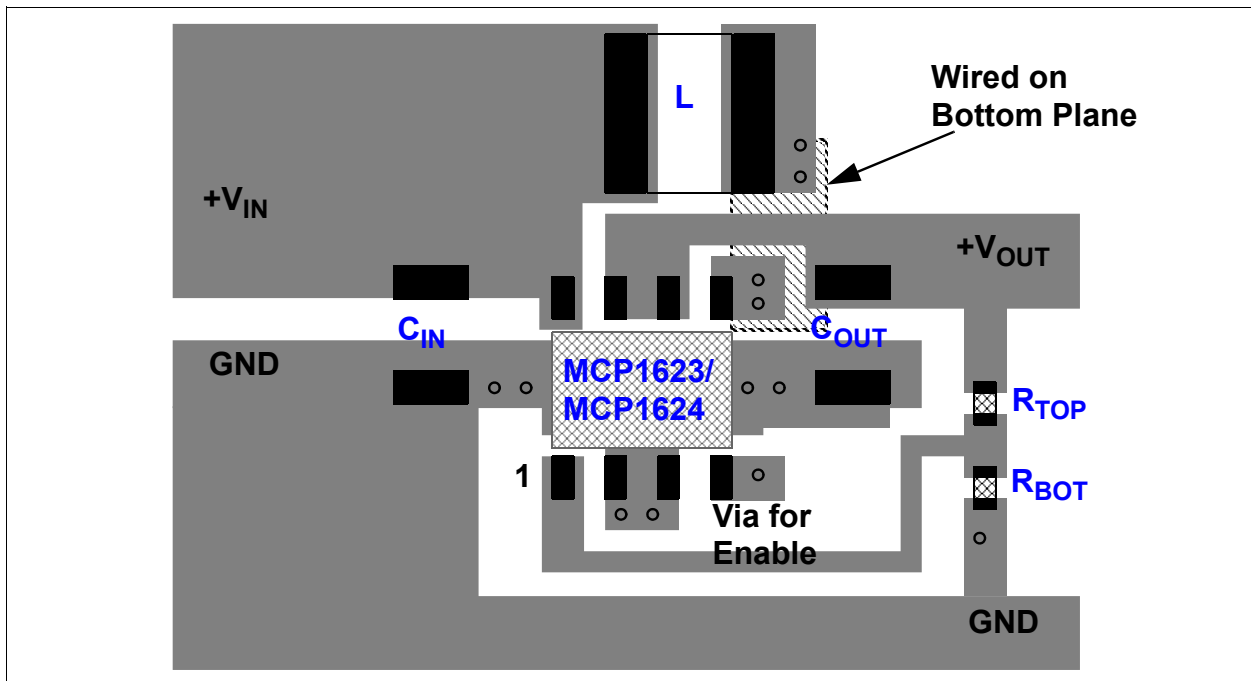 L
Wired on
Bottom Plane
+VIN
+VOUT
CIN
COUT
GND
MCP1623/
MCP1624
RTOP
1
RBOT
Via for
Enable
GND